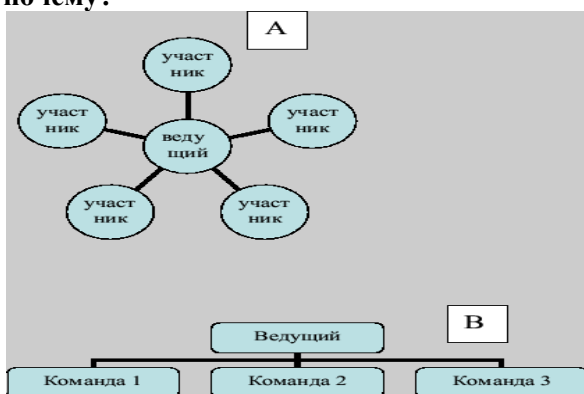 почему?
А
участ
ник
участ
ник
участ
ник
веду
щий
участ
ник
участ
ник
В
Ведущий
Команда 1
Команда 2
Команда 3